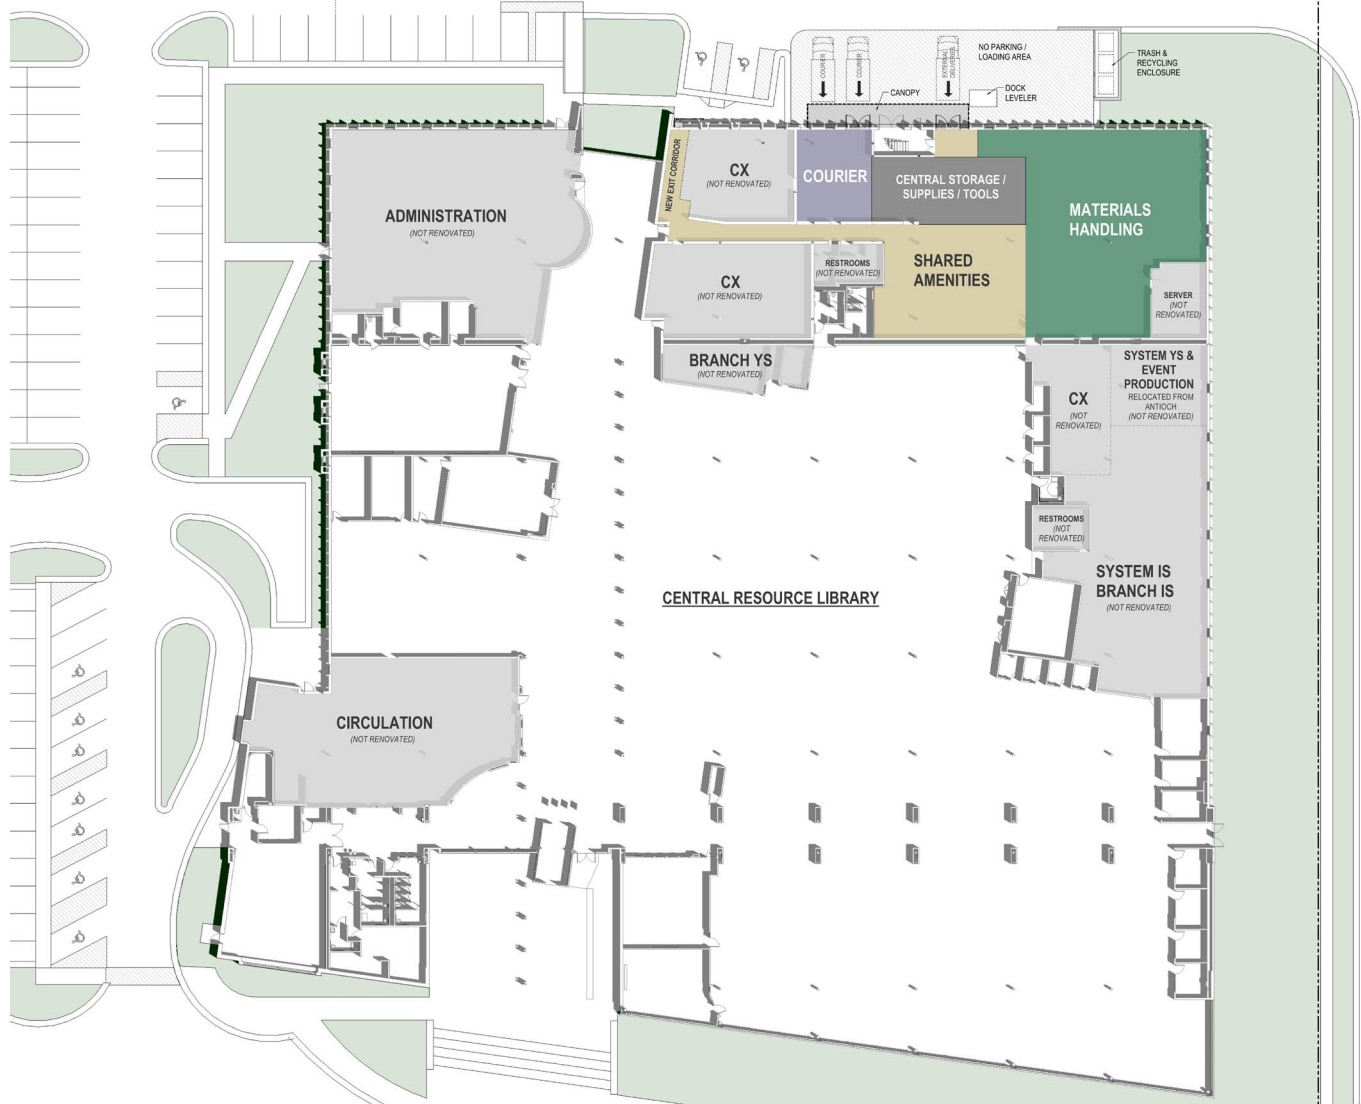 NO PARKING /
LOADING AREA
TRASH &
RECYCLING
ENCLOSURE
COURIER
COURIER
EXTERNAL
DELIVERIES
CANOPY
DOCK
LEVELER
NEW EXIT CORRIDOR
CX
(NOT RENOVATED)
COURIER
CENTRAL STORAGE /
SUPPLIES / TOOLS
MATERIALS
HANDLING
ADMINISTRATION
(NOT RENOVATED)
CX
(NOT RENOVATED)
RESTROOMS
(NOT RENOVATED)
SHARED
AMENITIES
SERVER
(NOT
RENOVATED)
BRANCH YS
(NOT RENOVATED)
CX
(NOT
RENOVATED)
SYSTEM YS &
EVENT
PRODUCTION
RELOCATED FROM
ANTIOCH
(NOT RENOVATED)
RESTROOMS
(NOT
RENOVATED)
SYSTEM IS
BRANCH IS
(NOT RENOVATED)
CENTRAL RESOURCE LIBRARY
CIRCULATION
(NOT RENOVATED)